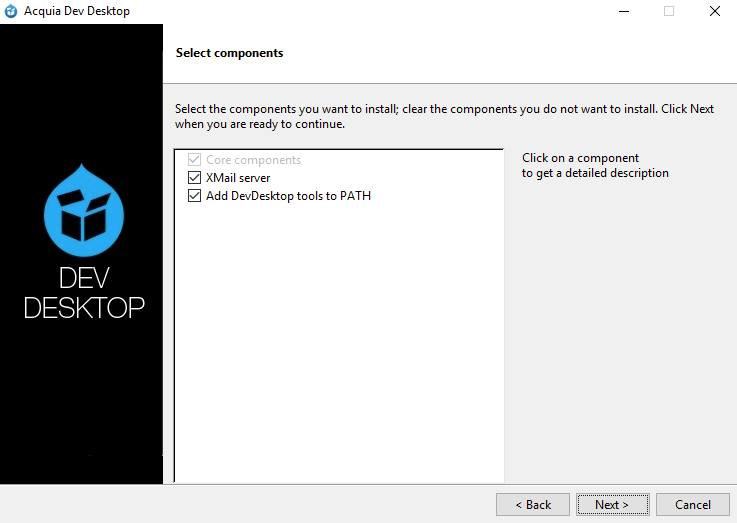 Acquia Dev Desktop
Select components
Select the components you want to install; clear the components you do not want to install. Click Next
when you are ready to continue.
Core components
XMail server
Add DevDesktop tools to PATH
Click on a component
to get a detailed description
DEV
DESKTOP
< Back
Next >
Cancel